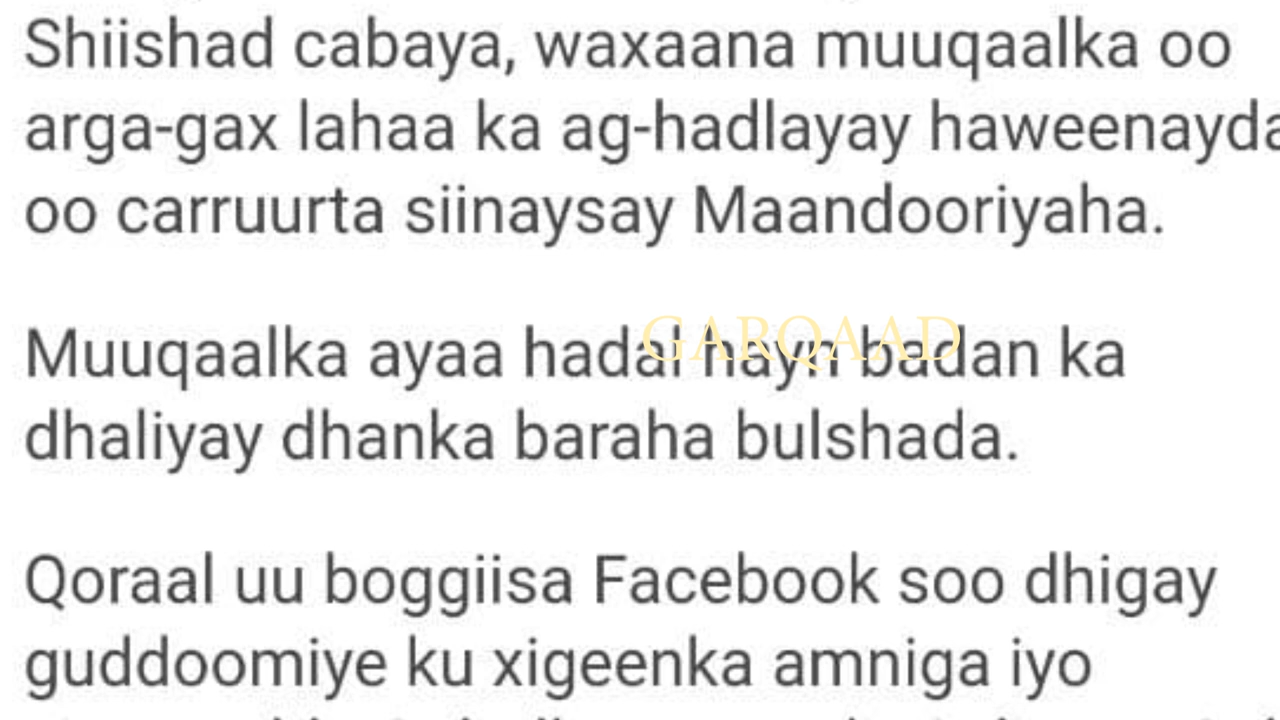 Shiishad cabaya, waxaana muuqaalka oo
arga-gax lahaa ka ag-hadlayay haweenayda
oo carruurta siinaysay Maandooriyaha.
Muuqaalka ayaa hadal hayn badan ka
GARQAAD
dhaliyay dhanka baraha bulshada.
Qoraal uu boggiisa Facebook soo dhigay
guddoomiye ku xigeenka amniga iyo